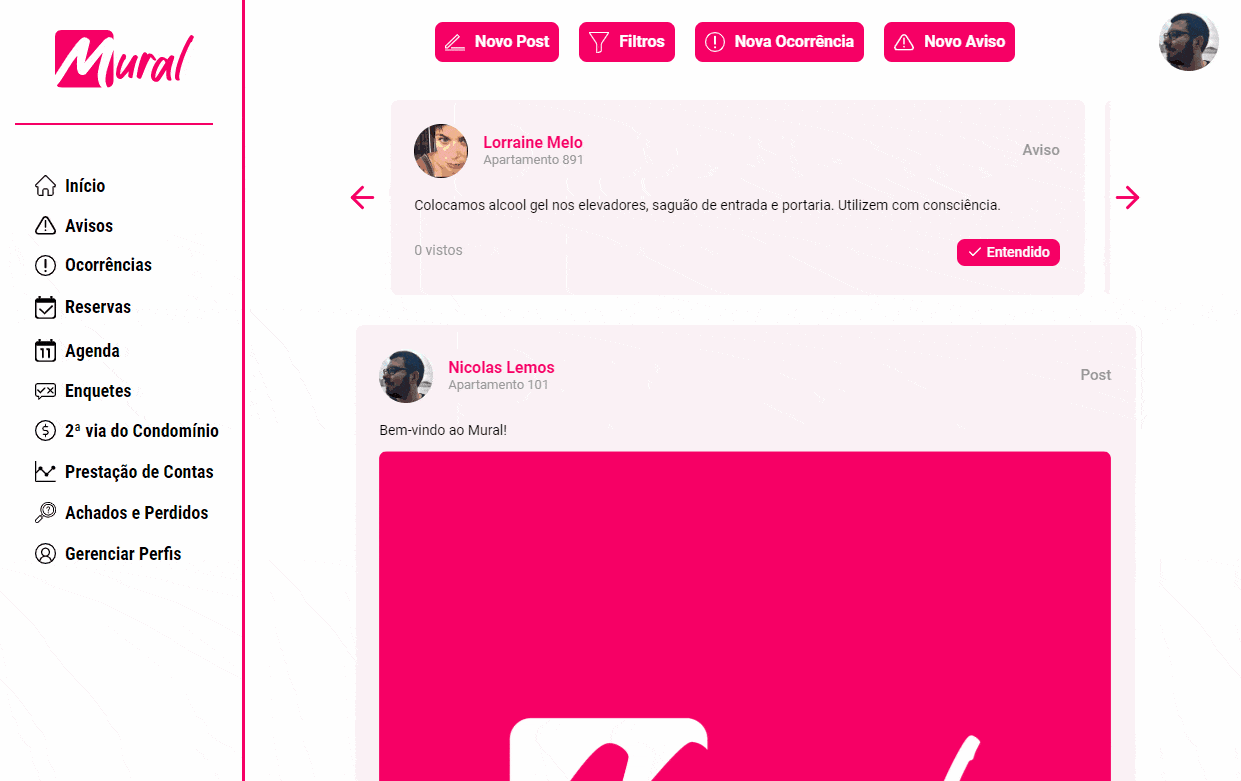 Mural
Início
Avisos
Ocorrências
Reservas
11 Agenda
Enquetes
2ª via do Condomínio
Prestação de Contas
Achados e Perdidos
Gerenciar Perfis
Novo Post
Filtros
Nova Ocorrência
Novo Aviso
Lorraine Melo
Apartamento 891
Aviso
Colocamos alcool gel nos elevadores, saguão de entrada e portaria. Utilizem com consciência.
0 vistos
Entendido
Nicolas Lemos
Apartamento 101
Post
Bem-vindo ao Mural!